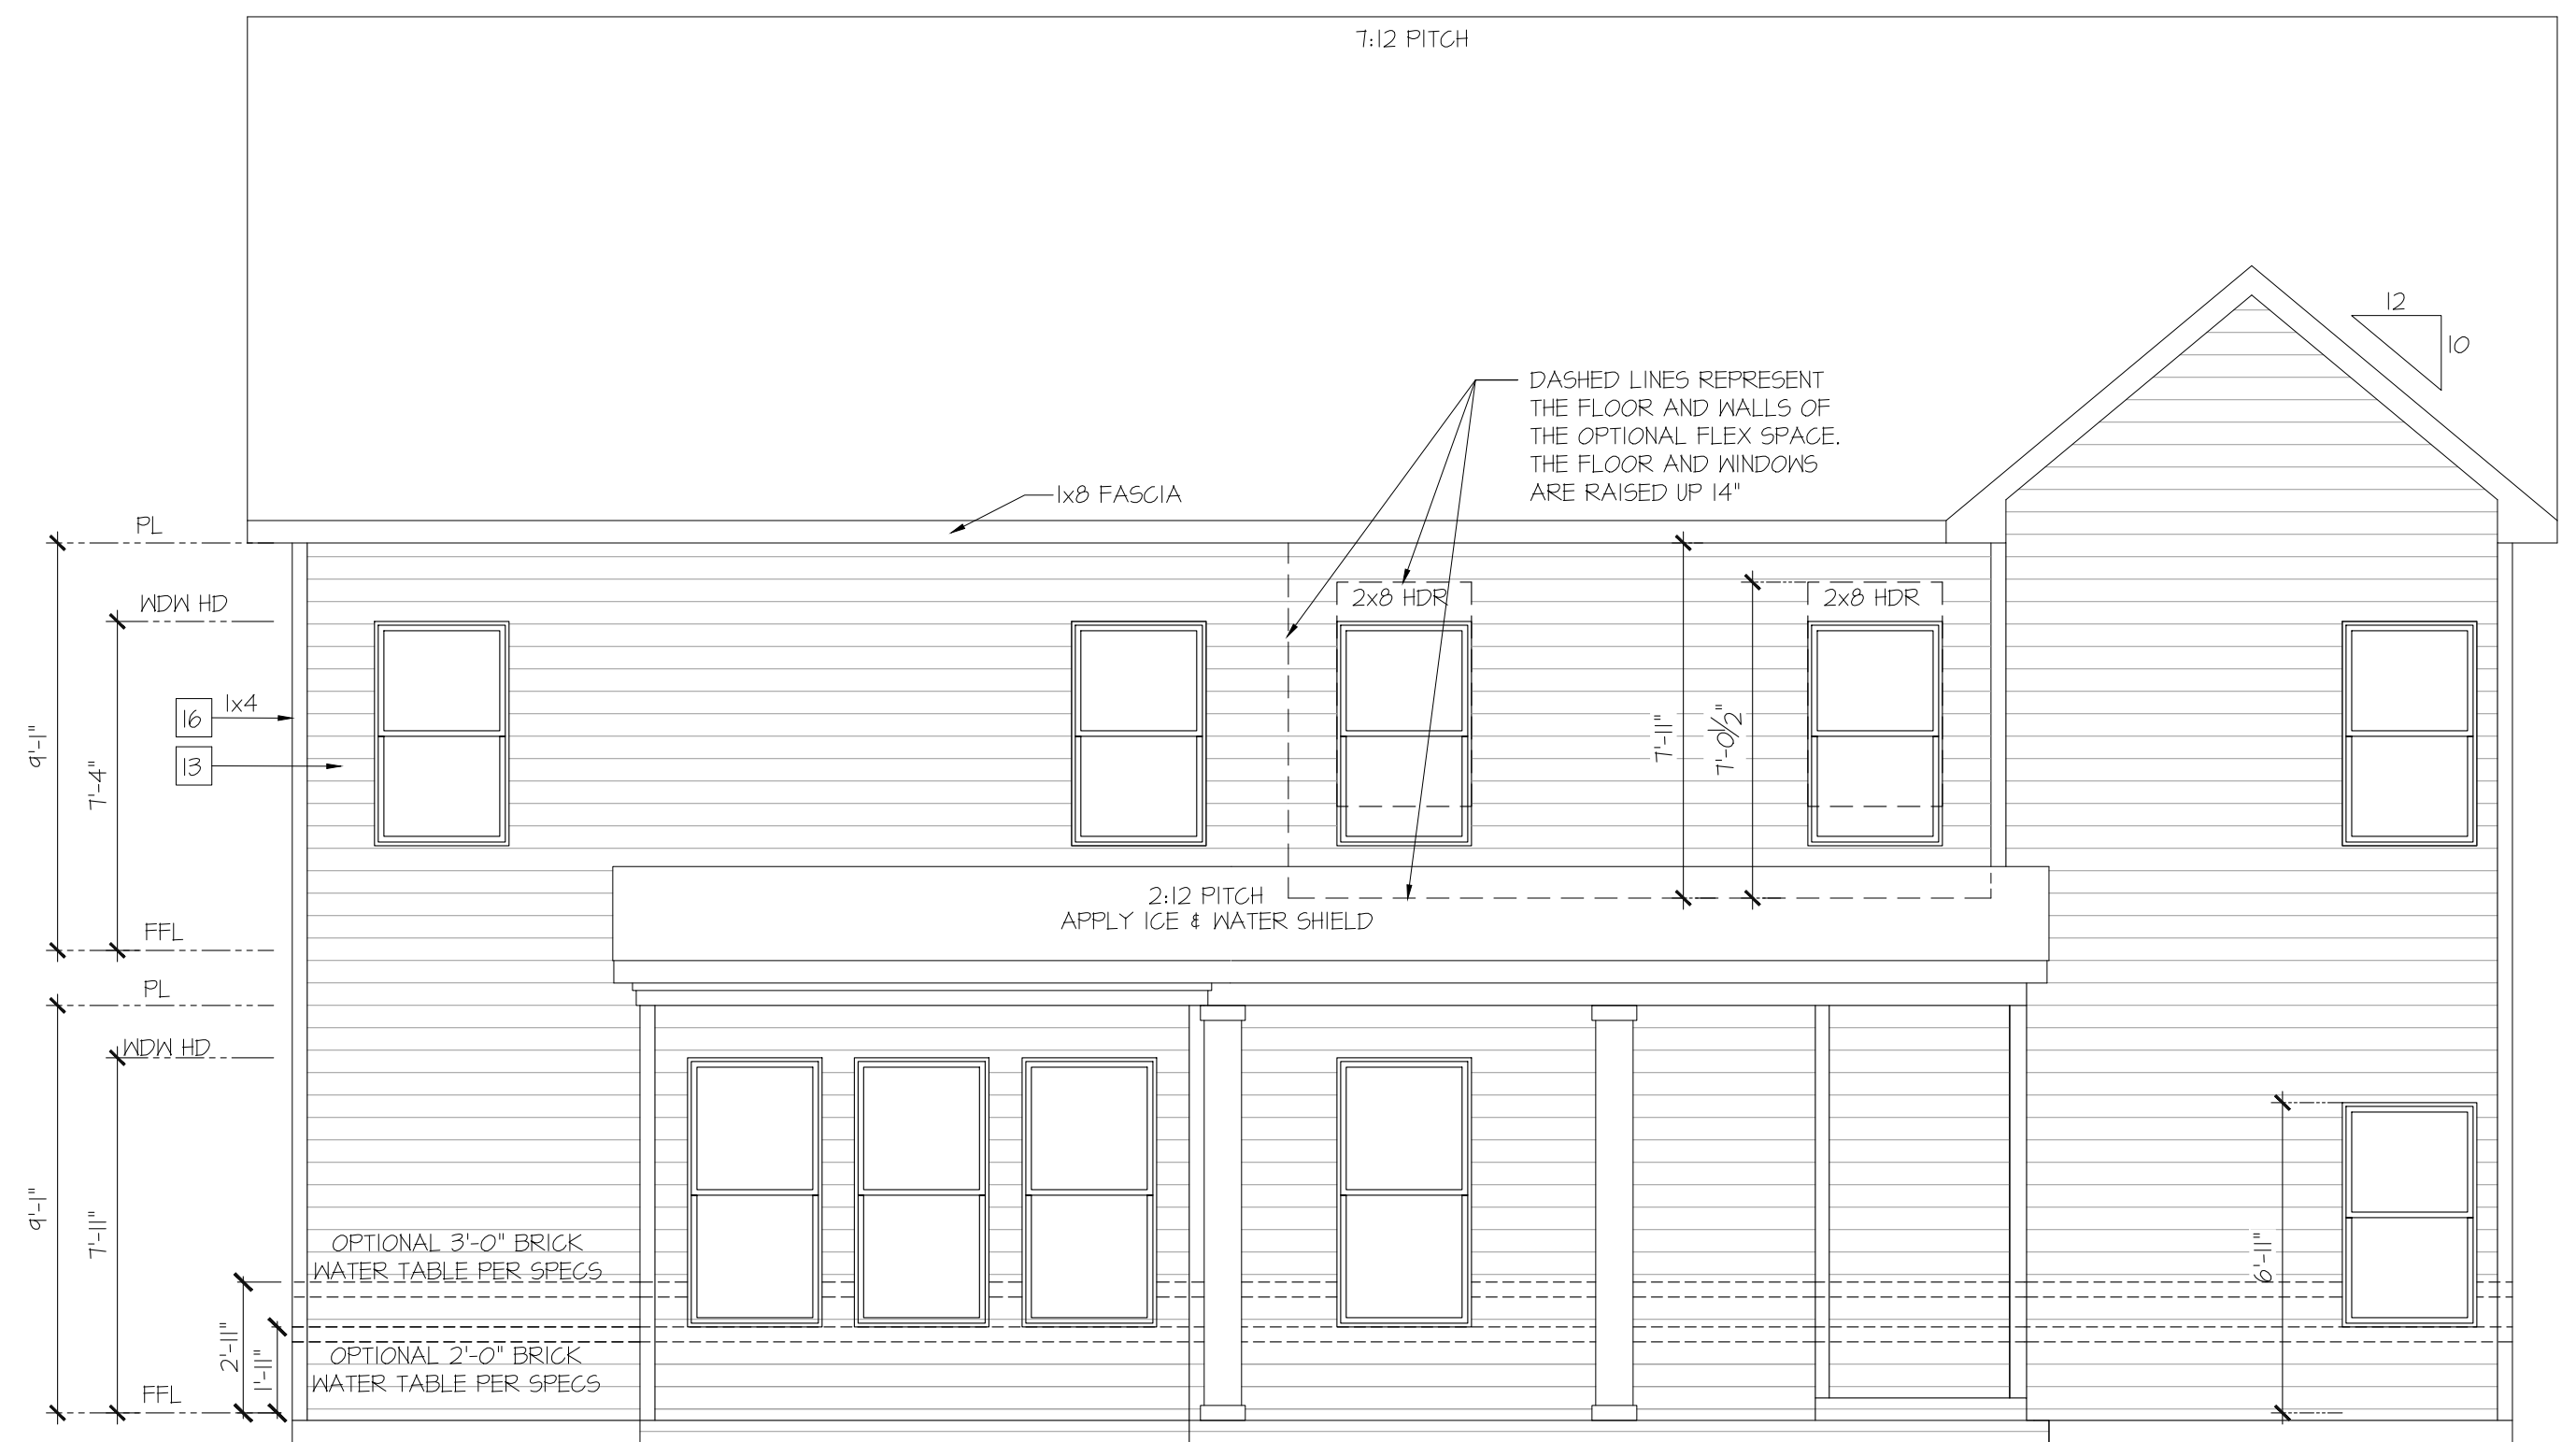 7:12 PITCH
12
10
DASHED LINES REPRESENT
THE FLOOR AND WALLS OF
THE OPTIONAL FLEX SPACE.
THE FLOOR AND WINDOWS
ARE RAISED UP 14"
1x8 FASCIA
PL
WDW HD
2x8 HDR
2x8 HDR
16
1x4
13
9'-1"
7'-4"
7'-11"
7'-0½"
2:12 PITCH
APPLY ICE & WATER SHIELD
FFL
PL
WDW HD
9'-1"
7'-11"
6'-11"
OPTIONAL 3'-0" BRICK
WATER TABLE PER SPECS
2'-11"
1'-11"
OPTIONAL 2'-0" BRICK
WATER TABLE PER SPECS
FFL